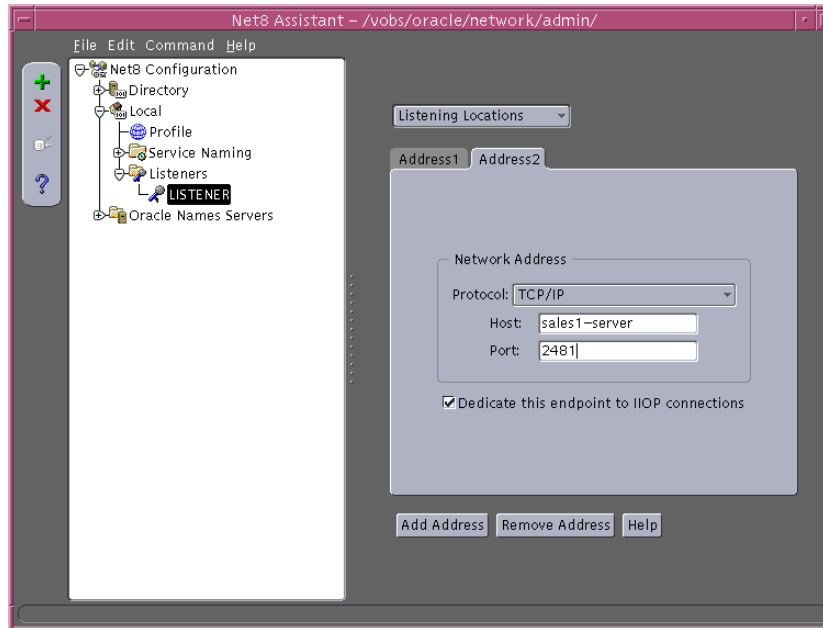 Net8 Assistant – /vobs/oracle/network/admin/
File Edit Command Help
Net8 Configuration
Directory
Local
Profile
Service Naming
Listeners
LISTENER
Oracle Names Servers
Listening Locations
Address1 Address2
Network Address
Protocol: TCP/IP
Host: sales1-server
Port: 2481
Dedicate this endpoint to IIOP connections
Add Address Remove Address Help